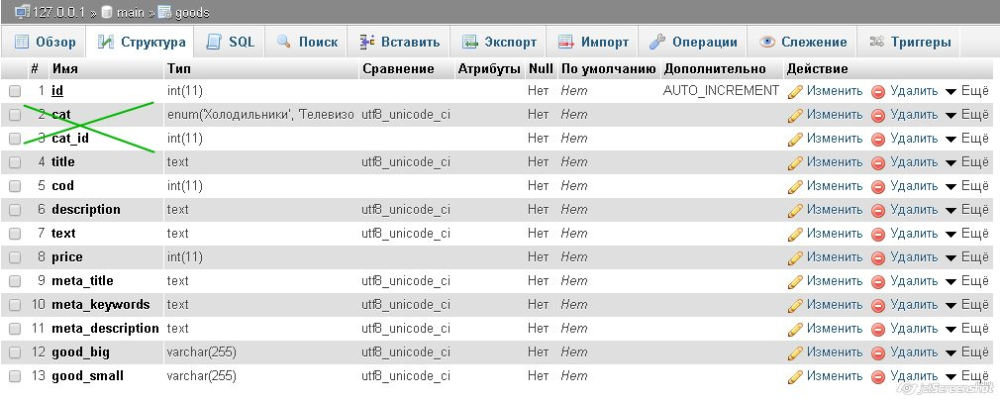 127.0.0.1 » main » goods
Обзор Структура SQL Поиск Вставить Экспорт Импорт Операции Слежение Триггеры
# Имя Тип Сравнение Атрибуты Null По умолчанию Дополнительно Действие
1 id int(11) Нет Нет AUTO_INCREMENT Изменить Удалить Ещё
2 cat enum('Холодильники', 'Телевизо utf8_unicode_ci Нет Нет Изменить Удалить Ещё
3 cat_id int(11) Нет Нет Изменить Удалить Ещё
4 title text utf8_unicode_ci Нет Нет Изменить Удалить Ещё
5 cod int(11) Нет Нет Изменить Удалить Ещё
6 description text utf8_unicode_ci Нет Нет Изменить Удалить Ещё
7 text text utf8_unicode_ci Нет Нет Изменить Удалить Ещё
8 price int(11) Нет Нет Изменить Удалить Ещё
9 meta_title text utf8_unicode_ci Нет Нет Изменить Удалить Ещё
10 meta_keywords text utf8_unicode_ci Нет Нет Изменить Удалить Ещё
11 meta_description text utf8_unicode_ci Нет Нет Изменить Удалить Ещё
12 good_big varchar(255) utf8_unicode_ci Нет Нет Изменить Удалить Ещё
13 good_small varchar(255) utf8_unicode_ci Нет Нет Изменить Удалить Ещё
jetScreenshot